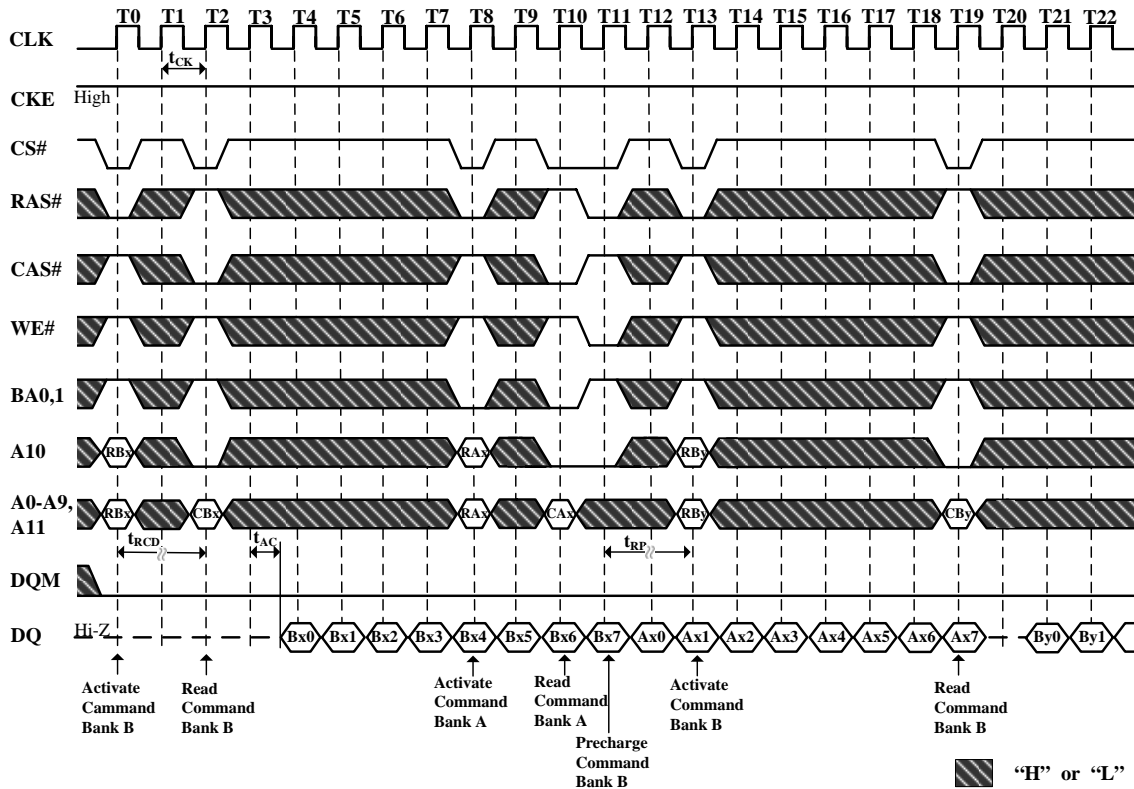 T0 T1 T2 T3 T4 T5 T6 T7 T8 T9 T10 T11 T12 T13 T14 T15 T16 T17 T18 T19 T20 T21 T22
CLK
tCK
CKE High
CS#
RAS#
CAS#
WE#
BA0,1
A10 RBx RAx RBy
A0-A9,
A11 RBx CBx RAx CAx RBy CBy
tRCD tAC tRP
DQM
DQ Hi-Z Bx0 Bx1 Bx2 Bx3 Bx4 Bx5 Bx6 Bx7 Ax0 Ax1 Ax2 Ax3 Ax4 Ax5 Ax6 Ax7 By0 By1
Activate
Cammand
Bank B
Read
Command
Bank B
Activate
Command
Bank A
Read
Command
Bank A
Precharge
Command
Bank B
Activate
Command
Bank B
Read
Command
Bank B
“H” or “L”